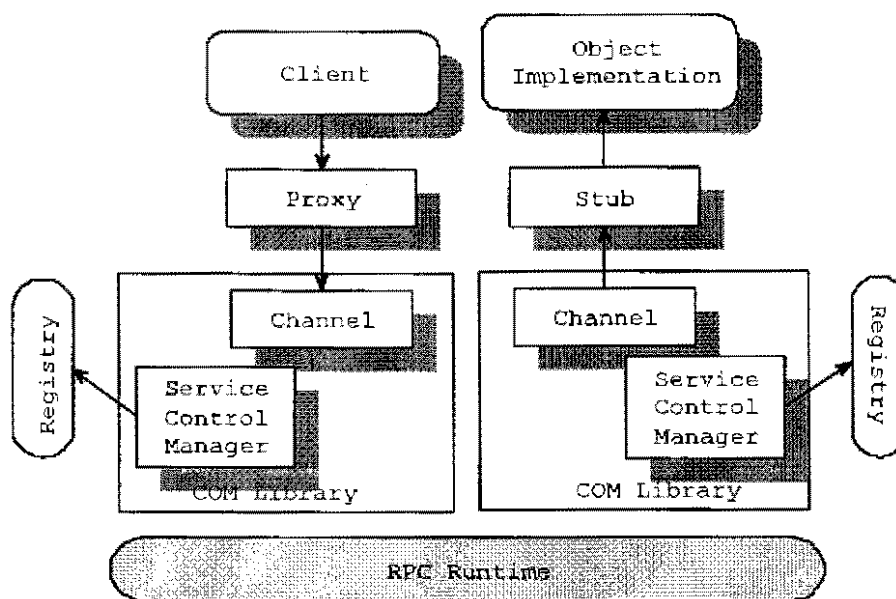 Client
Object
Implementation
Proxy
Stub
Channel
Channel
Registry
Registry
Service
Control
Manager
Service
Control
Manager
COM Library
COM Library
RPC Runtime